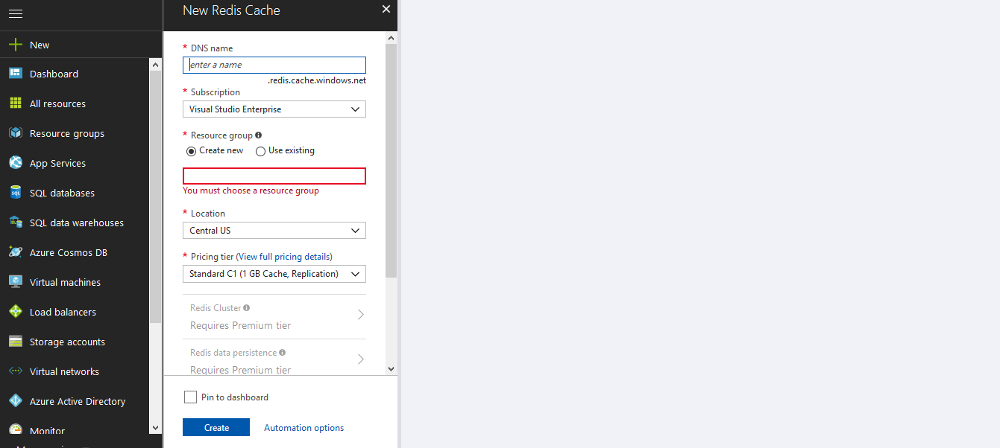 New Redis Cache
New
Dashboard
All resources
Resource groups
App Services
SQL databases
SQL data warehouses
Azure Cosmos DB
Virtual machines
Load balancers
Storage accounts
Virtual networks
Azure Active Directory
Monitor
* DNS name
enter a name
.redis.cache.windows.net
* Subscription
Visual Studio Enterprise
* Resource group
Create new Use existing
You must choose a resource group
* Location
Central US
* Pricing tier (View full pricing details)
Standard C1 (1 GB Cache, Replication)
Redis Cluster
Requires Premium tier
Redis data persistence
Requires Premium tier
Pin to dashboard
Create Automation options